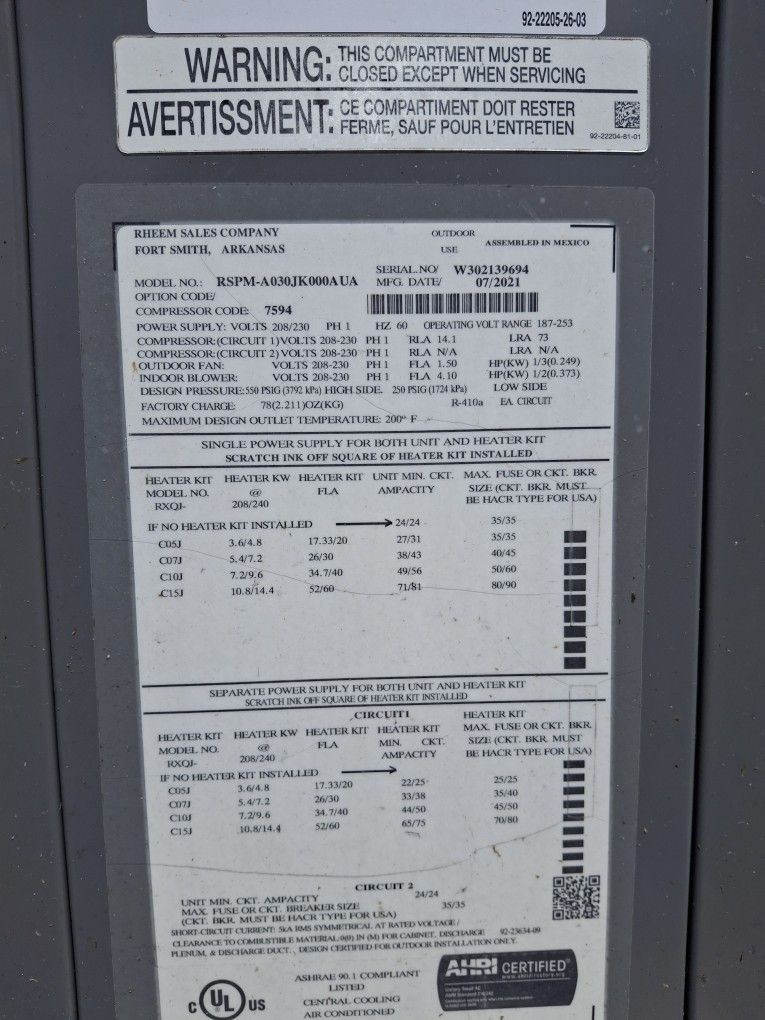 92-22205-26-03
WARNING: THIS COMPARTMENT MUST BE
CLOSED EXCEPT WHEN SERVICING
AVERTISSMENT: CE COMPARTIMENT DOIT RESTER
FERME, SAUF POUR L'ENTRETIEN
92-22204-81-01
RHEEM SALES COMPANY OUTDOOR
FORT SMITH, ARKANSAS USE ASSEMBLED IN MEXICO
SERIAL NO/ W302139694
MODEL NO.: RSPM-A030JK000AUA MFG. DATE/ 07/2021
OPTION CODE/
COMPRESSOR CODE: 7594
POWER SUPPLY: VOLTS 208/230 PH 1 HZ 60 OPERATING VOLT RANGE 187-253
COMPRESSOR:(CIRCUIT 1)VOLTS 208-230 PH 1 RLA 14.1 LRA 73
COMPRESSOR:(CIRCUIT 2)VOLTS 208-230 PH 1 RLA N/A LRA N/A
OUTDOOR FAN: VOLTS 208-230 PH 1 FLA 1.50 HP(KW) 1/3(0.249)
INDOOR BLOWER: VOLTS 208-230 PH 1 FLA 4.10 HP(KW) 1/2(0.373)
DESIGN PRESSURE:550 PSIG (3792 kPa) HIGH SIDE. 250 PSIG (1724 kPa) LOW SIDE
FACTORY CHARGE: 78(2.211)OZ(KG) R-410a EA. CIRCUIT
MAXIMUM DESIGN OUTLET TEMPERATURE: 200° F
SINGLE POWER SUPPLY FOR BOTH UNIT AND HEATER KIT
SCRATCH INK OFF SQUARE OF HEATER KIT INSTALLED
HEATER KIT HEATER KW HEATER KIT UNIT MIN. CKT. MAX. FUSE OR CKT. BKR.
MODEL NO. @ FLA AMPACITY SIZE (CKT. BKR. MUST
RXQJ- 208/240 BE HACR TYPE FOR USA)
IF NO HEATER KIT INSTALLED → 24/24 35/35
C05J 3.6/4.8 17.33/20 27/31 35/35
C07J 5.4/7.2 26/30 38/43 40/45
C10J 7.2/9.6 34.7/40 49/56 50/60
C15J 10.8/14.4 52/60 71/81 80/90
SEPARATE POWER SUPPLY FOR BOTH UNIT AND HEATER KIT
SCRATCH INK OFF SQUARE OF HEATER KIT INSTALLED
CIRCUIT1
HEATER KIT HEATER KW HEATER KIT HEATER KIT HEATER KIT
MODEL NO. @ FLA MIN. CKT. MAX. FUSE OR CKT. BKR.
RXQJ- 208/240 AMPACITY SIZE (CKT. BKR. MUST
BE HACR TYPE FOR USA)
IF NO HEATER KIT INSTALLED →
C05J 3.6/4.8 17.33/20 22/25 25/25
C07J 5.4/7.2 26/30 33/38 35/40
C10J 7.2/9.6 34.7/40 44/50 45/50
C15J 10.8/14.4 52/60 65/75 70/80
CIRCUIT 2
UNIT MIN. CKT. AMPACITY 24/24
MAX. FUSE OR CKT. BREAKER SIZE 35/35
(CKT. BKR. MUST BE HACR TYPE FOR USA)
SHORT-CIRCUIT CURRENT: 5kA RMS SYMMETRICAL AT RATED VOLTAGE /
CLEARANCE TO COMBUSTIBLE MATERIAL:0(0) IN (M) FOR CABINET, DISCHARGE 92-23634-09
PLENUM, & DISCHARGE DUCT., DESIGN CERTIFIED FOR OUTDOOR INSTALLATION ONLY.
ASHRAE 90.1 COMPLIANT
LISTED
CENTRAL COOLING
AIR CONDITIONED
C UL US
AHRI CERTIFIED
www.ahridirectory.org